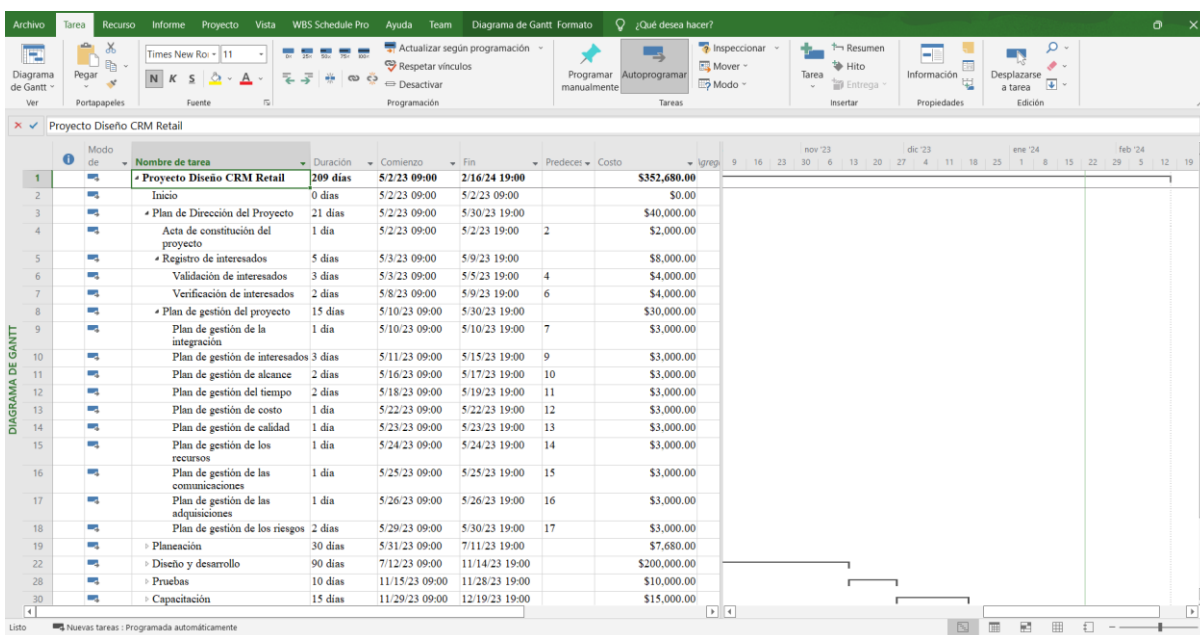 Archivo Tarea Recurso Informe Proyecto Vista WBS Schedule Pro Ayuda Team Diagrama de Gantt Formato ¿Qué desea hacer?
Diagrama de Gantt
Ver
Pegar
Portapapeles
Times New Ro 11
N K S A
Fuente
0% 25% 50% 75% 100%
Actualizar según programación
Respetar vínculos
Desactivar
Programación
Programar manualmente
Autoprogramar
Inspeccionar
Mover
Modo
Tareas
Tarea
Resumen
Hito
Entrega
Insertar
Información
Propiedades
Desplazarse a tarea
Edición
Proyecto Diseño CRM Retail
Modo de Nombre de tarea Duración Comienzo Fin Predeces Costo
nov '23 dic '23 ene '24 feb '24
9 16 23 30 6 13 20 27 4 11 18 25 1 8 15 22 29 5 12 19
DIAGRAMA DE GANTT
1 Proyecto Diseño CRM Retail 209 días 5/2/23 09:00 2/16/24 19:00 $352,680.00
2 Inicio 0 días 5/2/23 09:00 5/2/23 09:00 $0.00
3 Plan de Dirección del Proyecto 21 días 5/2/23 09:00 5/30/23 19:00 $40,000.00
4 Acta de constitución del proyecto 1 día 5/2/23 09:00 5/2/23 19:00 2 $2,000.00
5 Registro de interesados 5 días 5/3/23 09:00 5/9/23 19:00 $8,000.00
6 Validación de interesados 3 días 5/3/23 09:00 5/5/23 19:00 4 $4,000.00
7 Verificación de interesados 2 días 5/8/23 09:00 5/9/23 19:00 6 $4,000.00
8 Plan de gestión del proyecto 15 días 5/10/23 09:00 5/30/23 19:00 $30,000.00
9 Plan de gestión de la integración 1 día 5/10/23 09:00 5/10/23 19:00 7 $3,000.00
10 Plan de gestión de interesados 3 días 5/11/23 09:00 5/15/23 19:00 9 $3,000.00
11 Plan de gestión de alcance 2 días 5/16/23 09:00 5/17/23 19:00 10 $3,000.00
12 Plan de gestión del tiempo 2 días 5/18/23 09:00 5/19/23 19:00 11 $3,000.00
13 Plan de gestión de costo 1 día 5/22/23 09:00 5/22/23 19:00 12 $3,000.00
14 Plan de gestión de calidad 1 día 5/23/23 09:00 5/23/23 19:00 13 $3,000.00
15 Plan de gestión de los recursos 1 día 5/24/23 09:00 5/24/23 19:00 14 $3,000.00
16 Plan de gestión de las comunicaciones 1 día 5/25/23 09:00 5/25/23 19:00 15 $3,000.00
17 Plan de gestión de las adquisiciones 1 día 5/26/23 09:00 5/26/23 19:00 16 $3,000.00
18 Plan de gestión de los riesgos 2 días 5/29/23 09:00 5/30/23 19:00 17 $3,000.00
19 Planeación 30 días 5/31/23 09:00 7/11/23 19:00 $7,680.00
22 Diseño y desarrollo 90 días 7/12/23 09:00 11/14/23 19:00 $200,000.00
28 Pruebas 10 días 11/15/23 09:00 11/28/23 19:00 $10,000.00
30 Capacitación 15 días 11/29/23 09:00 12/19/23 19:00 $15,000.00
Listo Nuevas tareas : Programada automáticamente